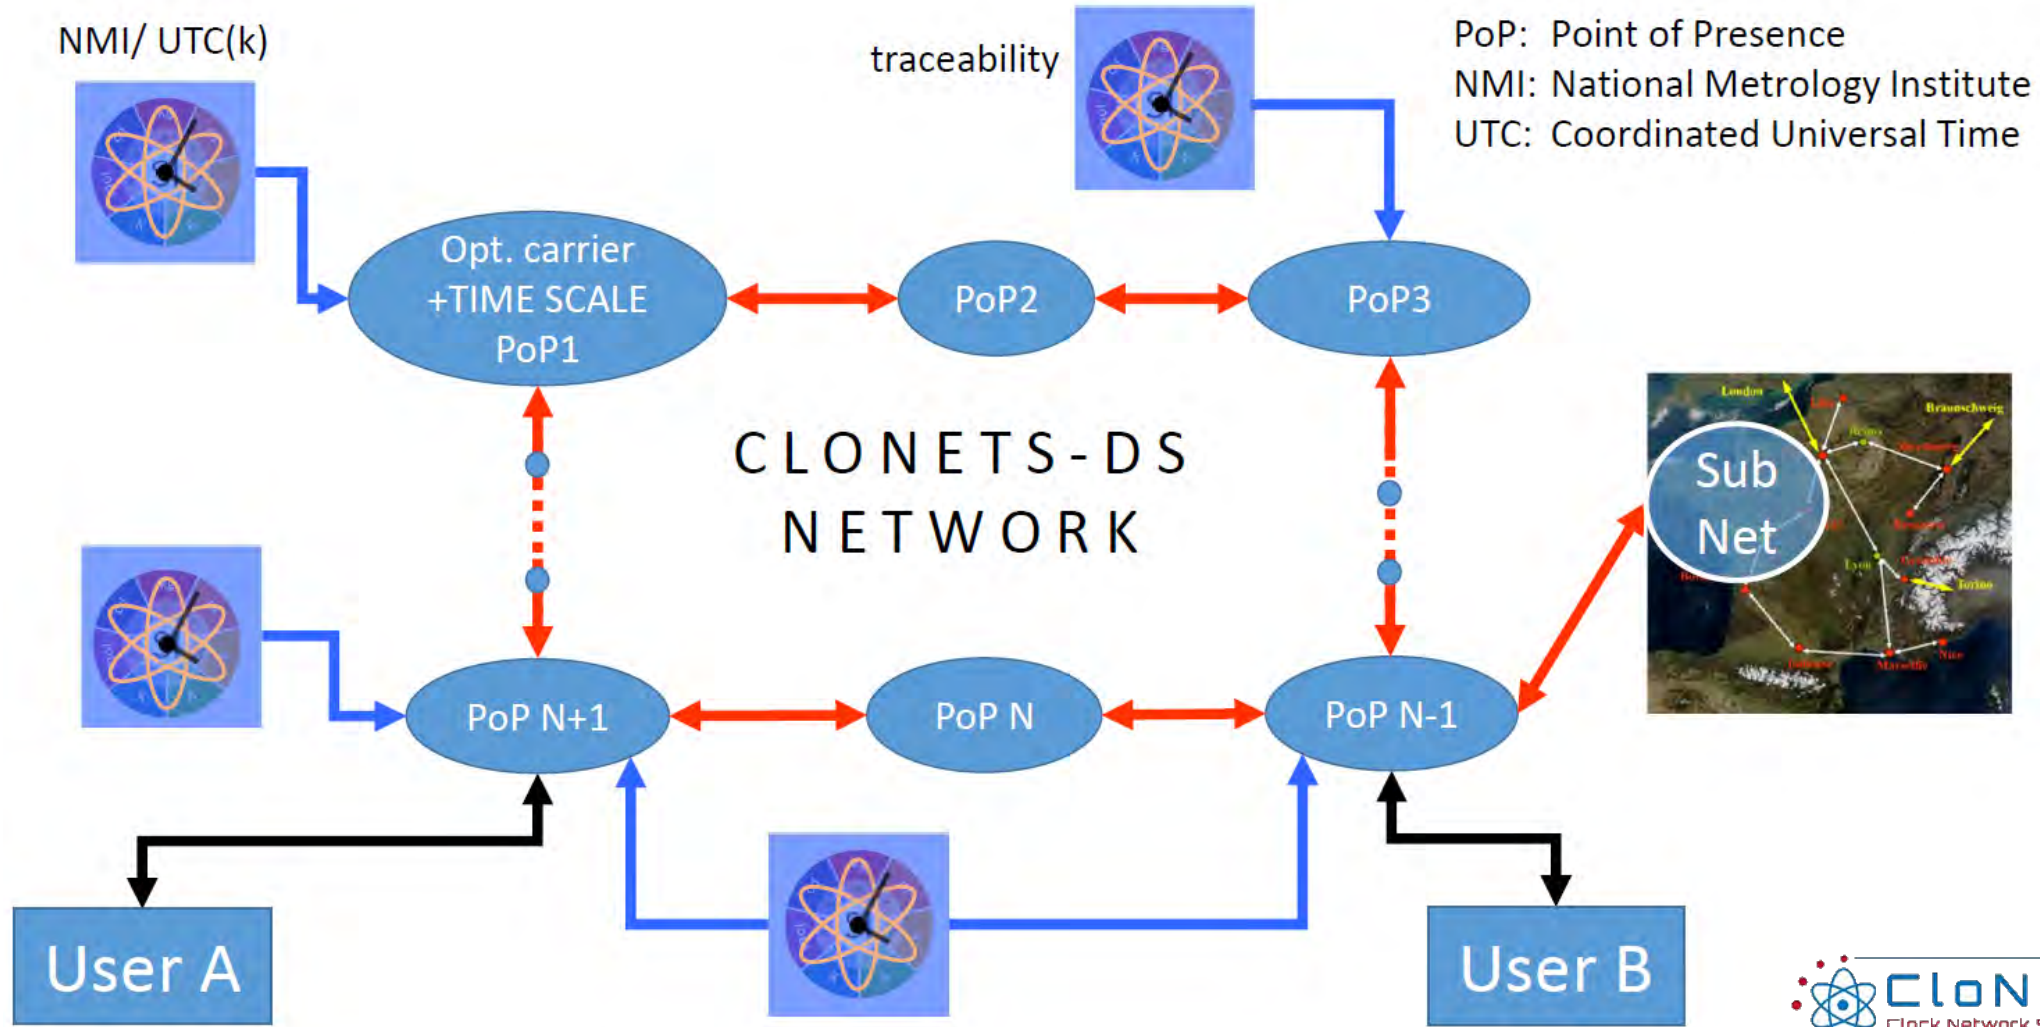 NMI/ UTC(k)
traceability
PoP: Point of Presence
NMI: National Metrology Institute
UTC: Coordinated Universal Time
Opt. carrier
+TIME SCALE
PoP1
PoP2
PoP3
CLONETS-DS
NETWORK
London
Braunschweig
Sub
Net
Lyon
Torino
Marseille
Nice
PoP N+1
PoP N
PoP N-1
User A
User B
CloN
Clock Network S